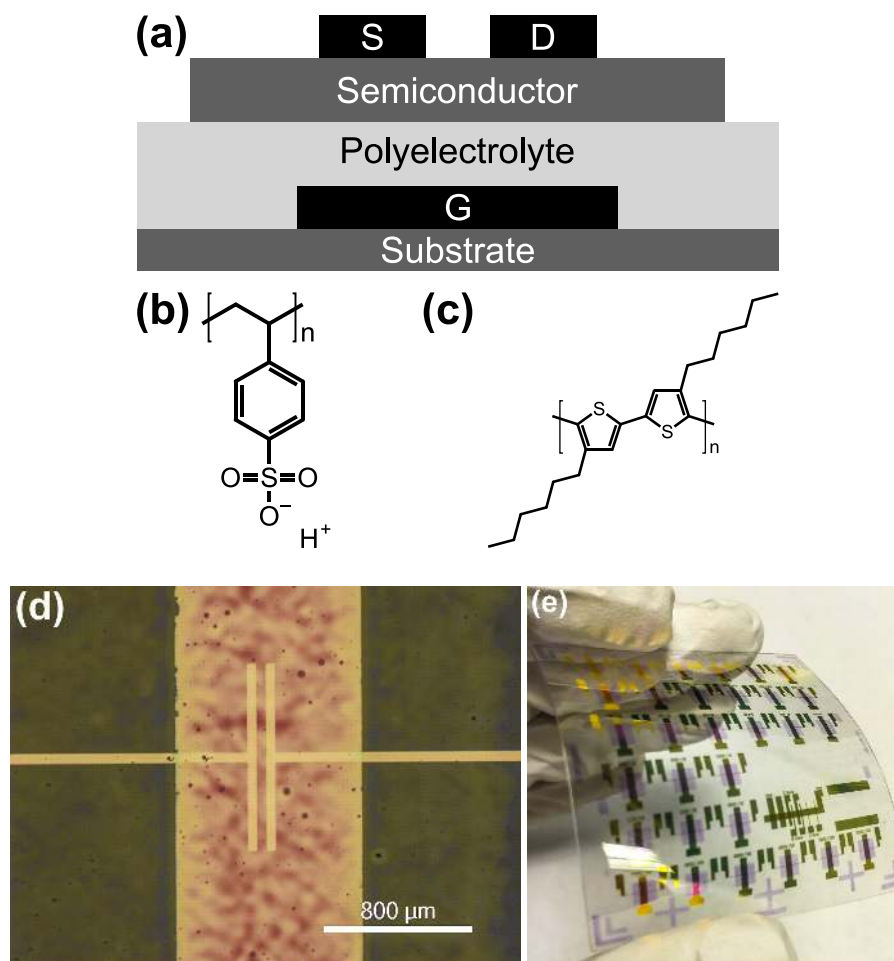 (a)
S D
Semiconductor
Polyelectrolyte
G
Substrate
(b)
n
O=S=O
O⁻
H⁺
(c)
S
S
n
(d)
800 µm
(e)